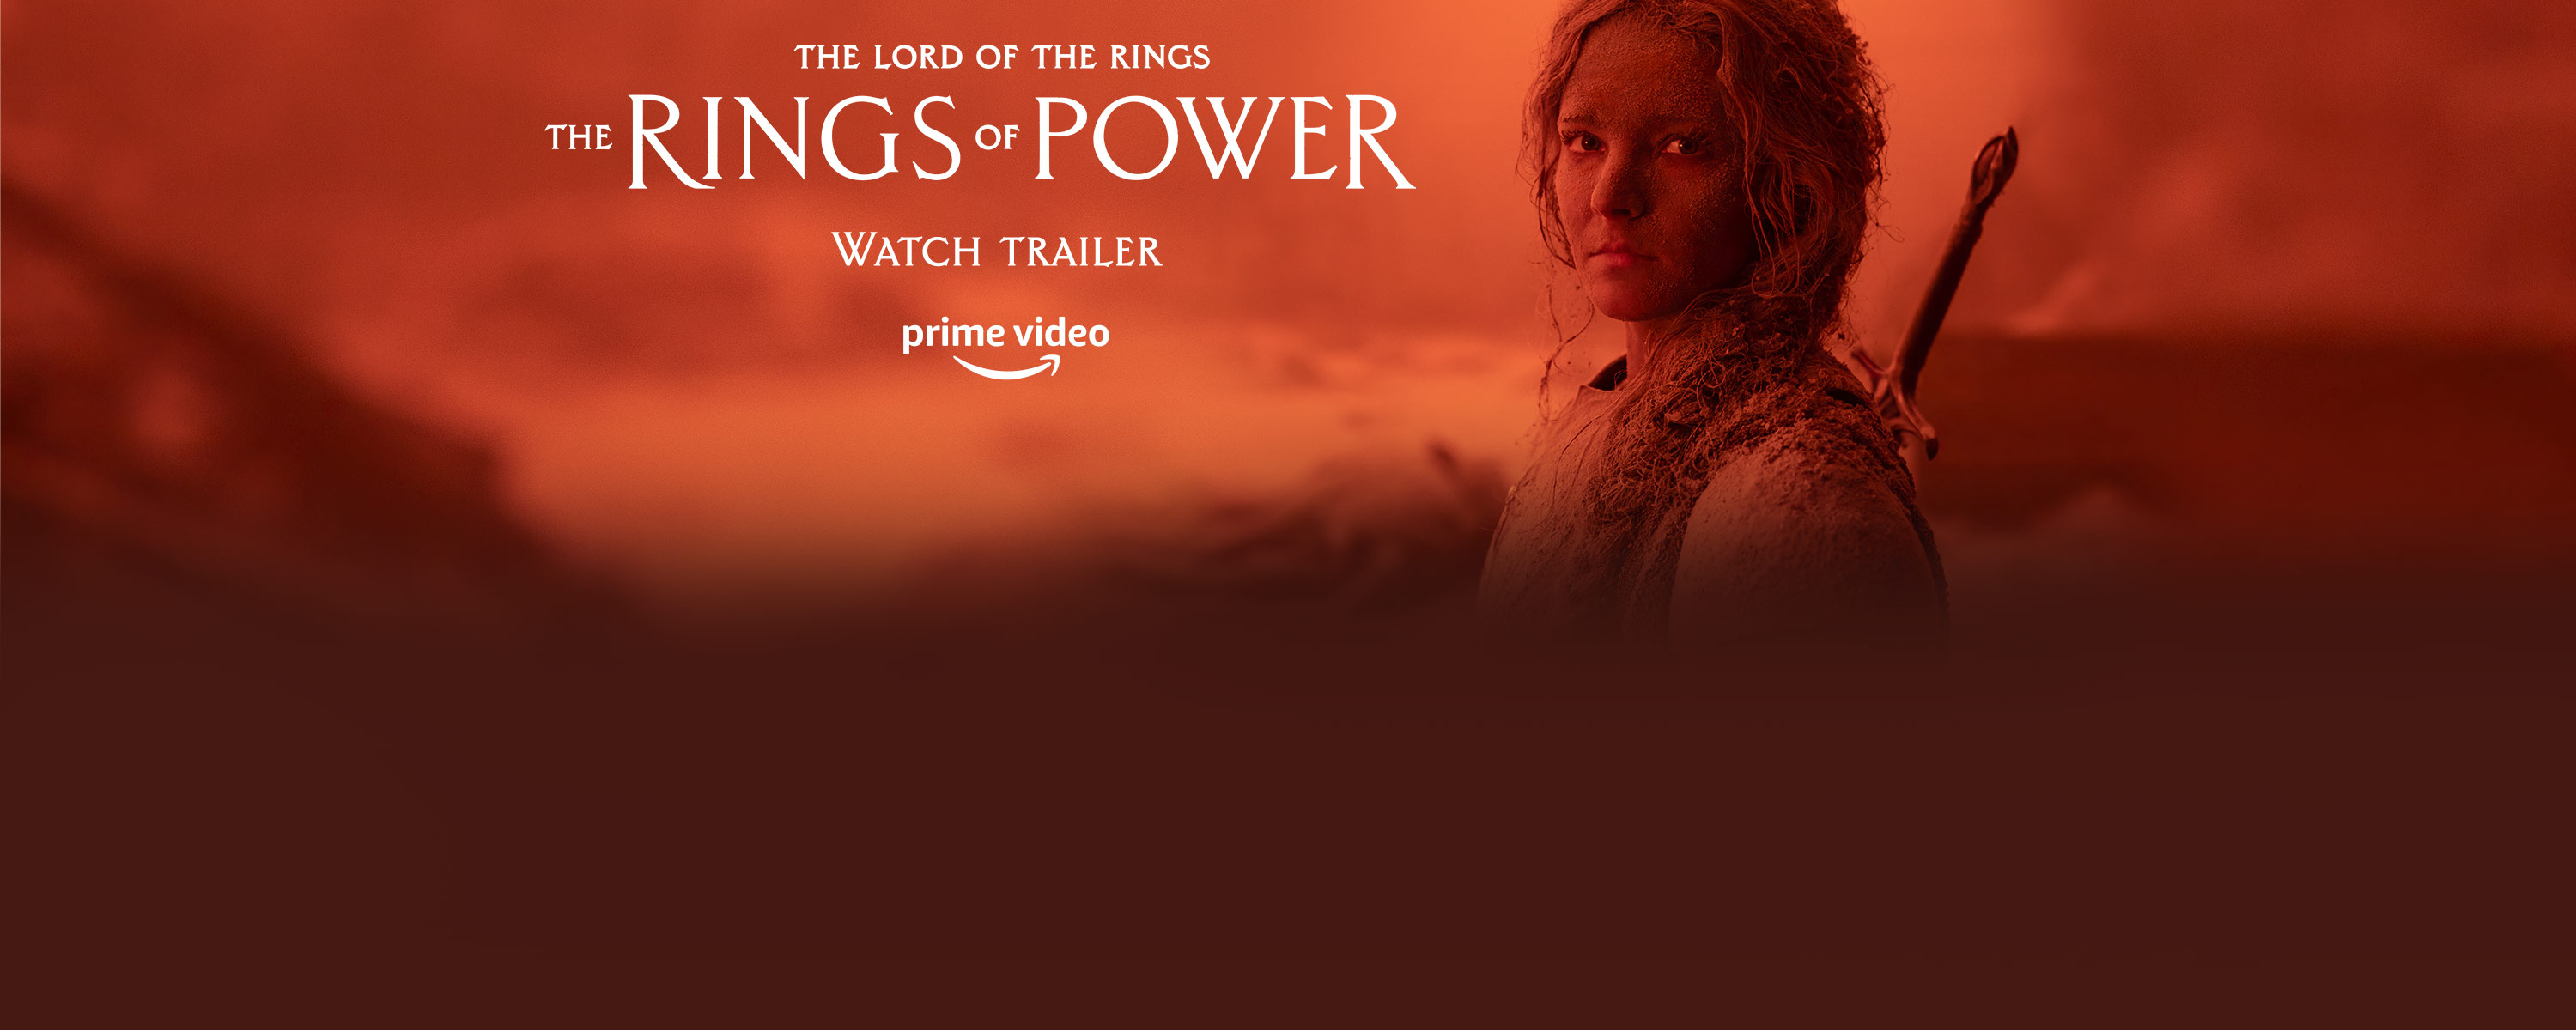 THE LORD OF THE RINGS
THE RINGS OF POWER
WATCH TRAILER
prime video